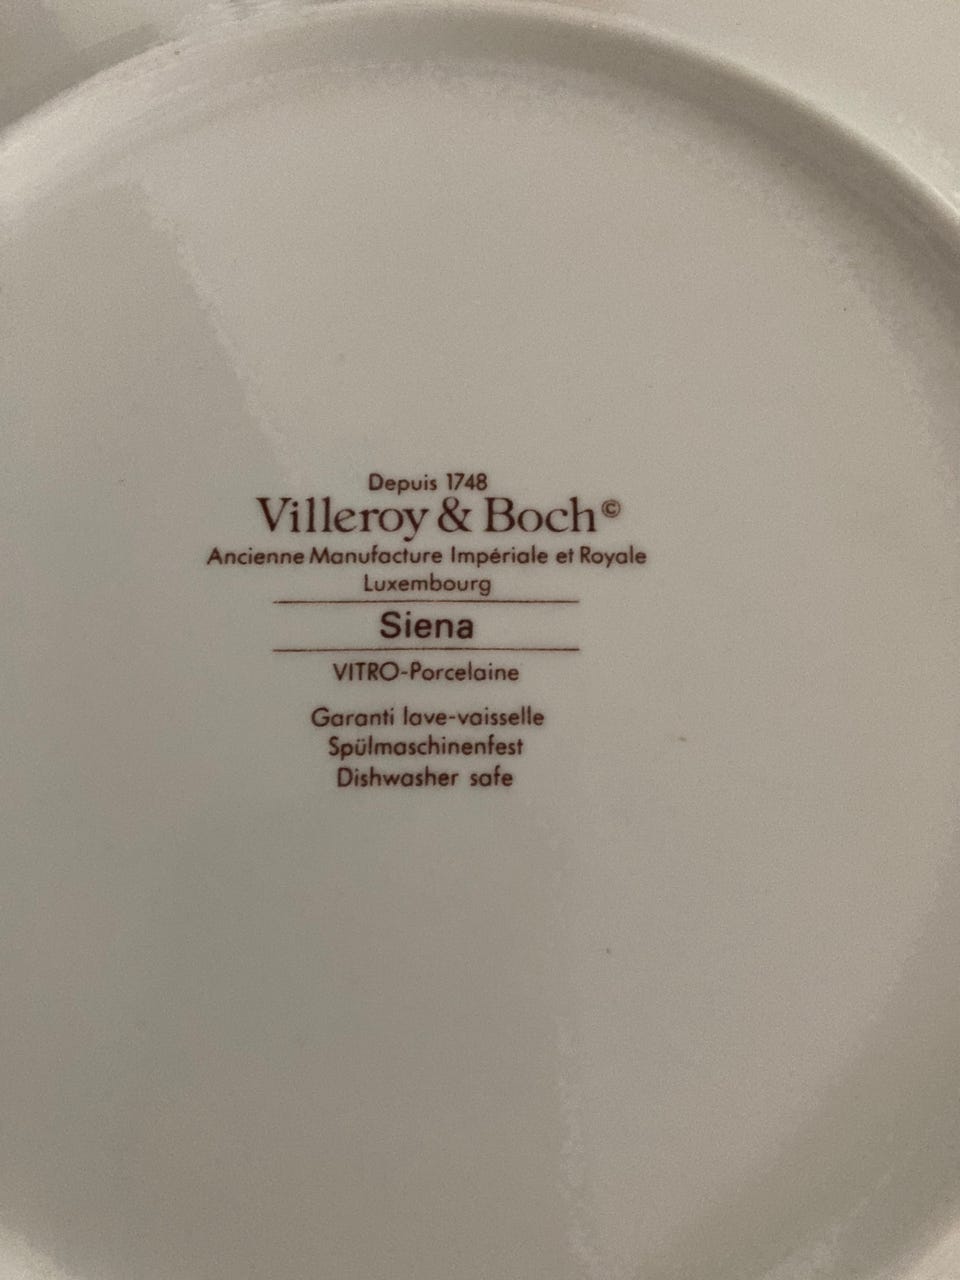 Depuis 1748
Villeroy & Boch©
Ancienne Manufacture Impériale et Royale
Luxembourg
Siena
VITRO-Porcelaine
Garanti lave-vaisselle
Spülmaschinenfest
Dishwasher safe